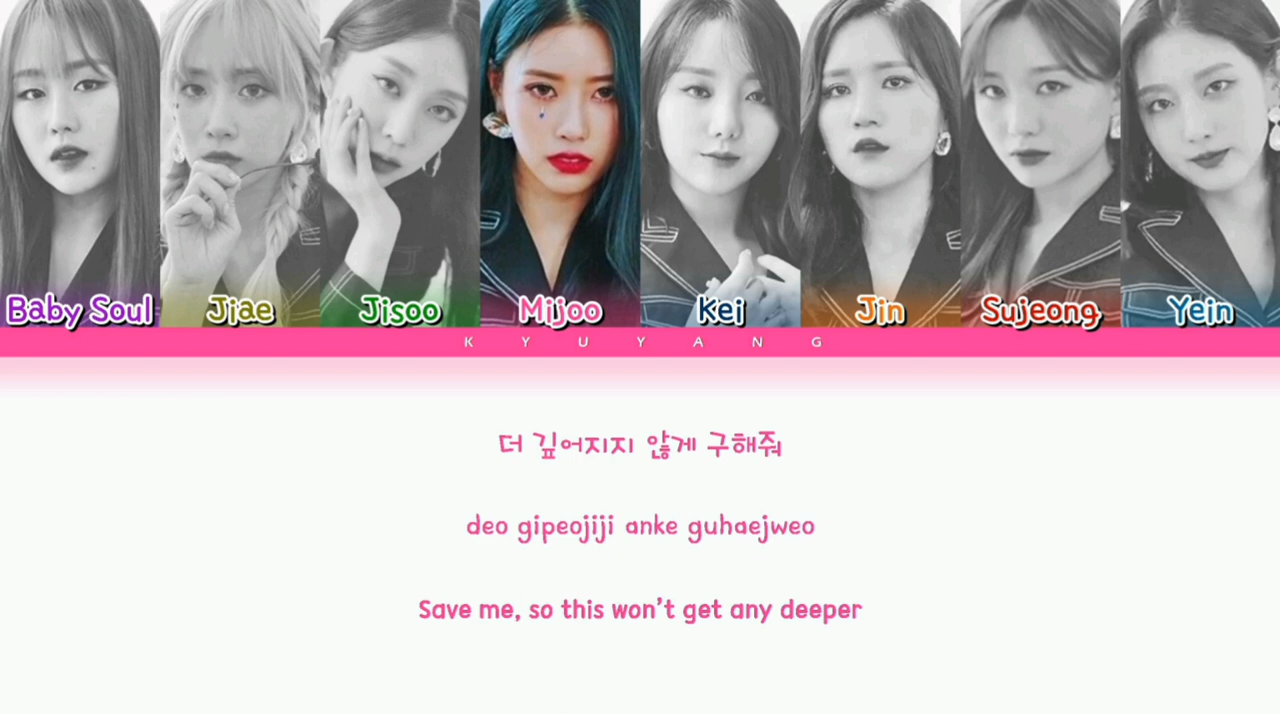 Baby Soul Jiae Jisoo Mijoo Kei Jin Sujeong Yein
KYUYANG
더 깊어지지 않게 구해줘
deo gipeojiji anke guhaejweo
Save me, so this won't get any deeper